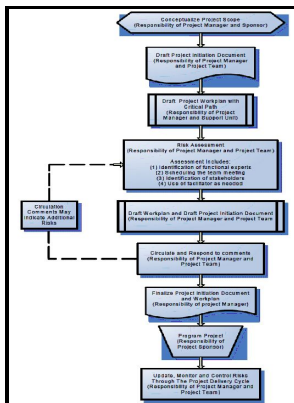 Conceptualize Project Scope
(Responsibility of Project Manager and Sponsor)
Draft Project Initiation Document
(Responsibility of Project Manager
and Project Team)
Draft Project Workplan with
Critical Path
(Responsibility of Project
Manager and Support Unit)
Risk Assessment
(Responsibility of Project Manager and Project Team)
Assessment Includes:
(1) Identification of functional experts
(2) Scheduling the team meeting
(3) Identification of stakeholders
(4) Use of facilitator as needed
Circulation
Comments May
Indicate Additional
Risks
Draft Workplan and Draft Project Initiation Document
(Responsibility of Project Manager and Project Team
Circulate and Respond to comments
(Responsibility of Project Manager and
Project Team)
Finalize Project Initiation Document
and Workplan
(Responsibility of project Manager)
Program Project
(Responsibility of
Project Sponsor)
Update, Monitor and Control Risks
Through The Project Delivery Cycle
(Responsibility of Project Manager and
Project Team)